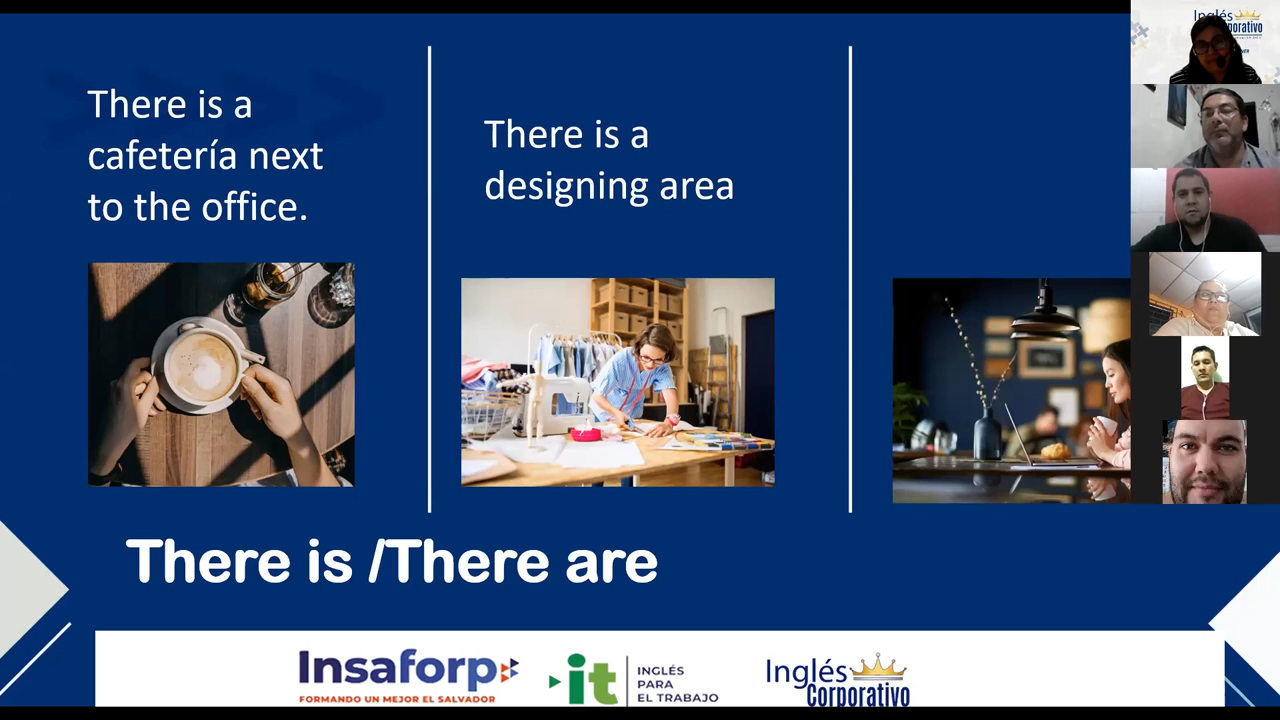 There is a
cafetería next
to the office.
There is a
designing area
There is /There are
Insaforp
FORMANDO UN MEJOR EL SALVADOR
it
INGLÉS
PARA
EL TRABAJO
Inglés
Corporativo
Inglés